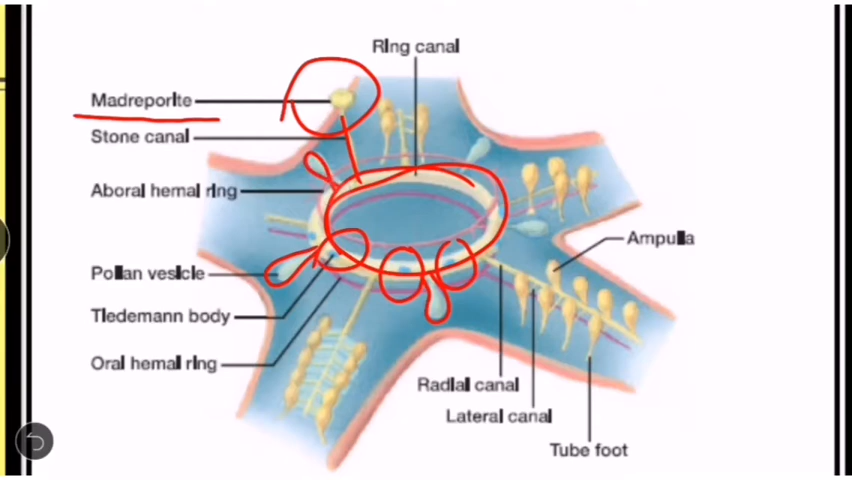 Ring canal
Madreporite
Stone canal
Aboral hemal ring
Ampulla
Polian vesicle
Tiedemann body
Oral hemal ring
Radial canal
Lateral canal
Tube foot